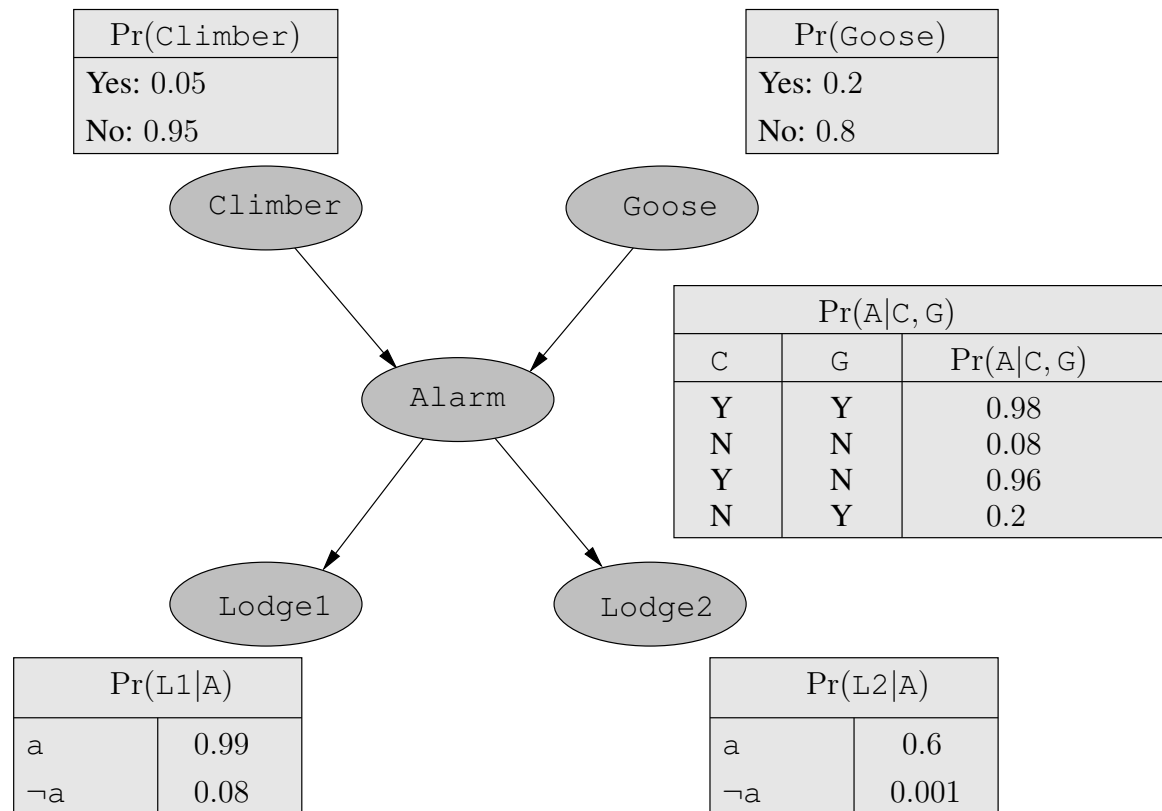 Pr(Climber)
Yes: 0.05
No: 0.95
Pr(Goose)
Yes: 0.2
No: 0.8
Climber
Goose
Pr(A|C, G)
C G Pr(A|C, G)
Y Y 0.98
N N 0.08
Y N 0.96
N Y 0.2
Alarm
Lodge1
Lodge2
Pr(L1|A)
a 0.99
¬a 0.08
Pr(L2|A)
a 0.6
¬a 0.001